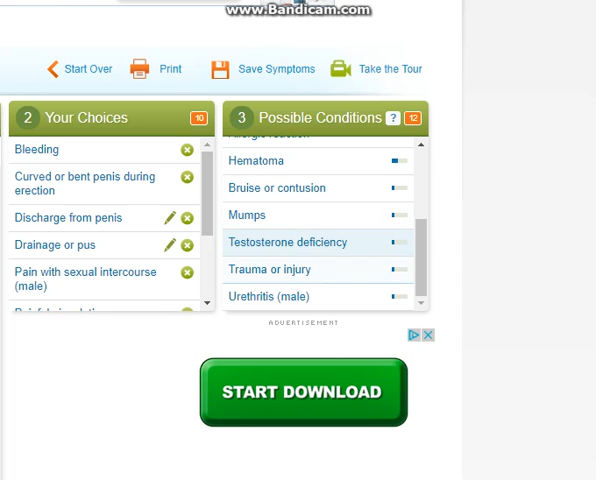 www.Bandicam.com
Start Over
Print
Save Symptoms
Take the Tour
2 Your Choices 10
Bleeding
Curved or bent penis during
erection
Discharge from penis
Drainage or pus
Pain with sexual intercourse
(male)
3 Possible Conditions ? 12
Allergic reaction
Hematoma
Bruise or contusion
Mumps
Testosterone deficiency
Trauma or injury
Urethritis (male)
ADVERTISEMENT
START DOWNLOAD